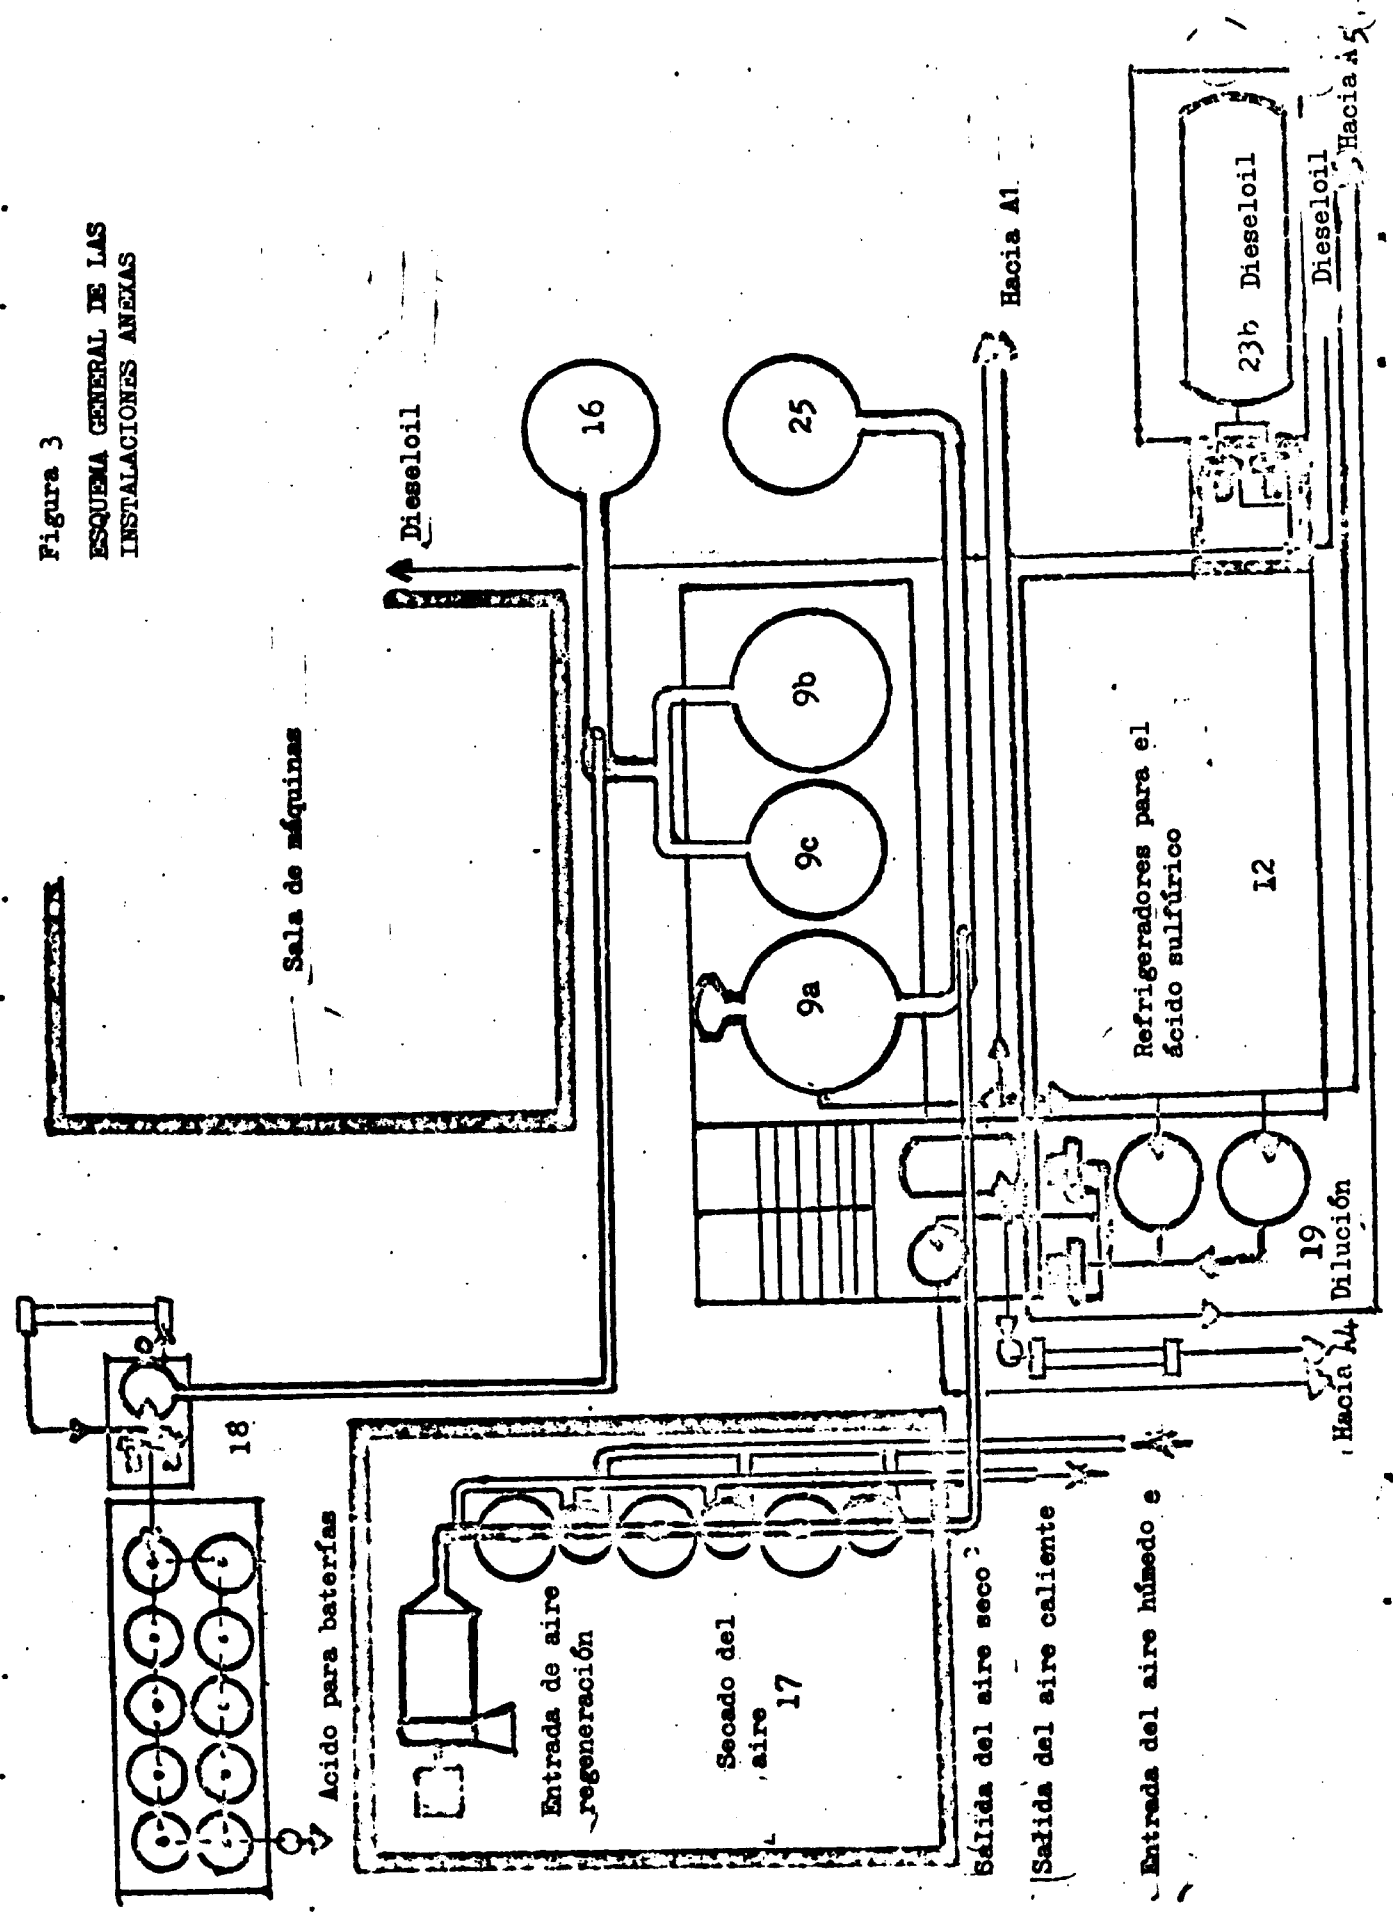 Figura 3
ESQUEMA GENERAL DE LAS
INSTALACIONES ANEXAS
Sala de máquinas
Dieseloil
16
25
Hacia A1
9b
9c
9a
23b Dieseloil
Dieseloil
Hacia A5
Refrigeradores para el
ácido sulfúrico
12
19
Dilución
Hacia A4
18
Acido para baterías
Entrada de aire
regeneración
Secado del
aire
17
Salida del aire seco
Salida del aire caliente
Entrada del aire húmedo e